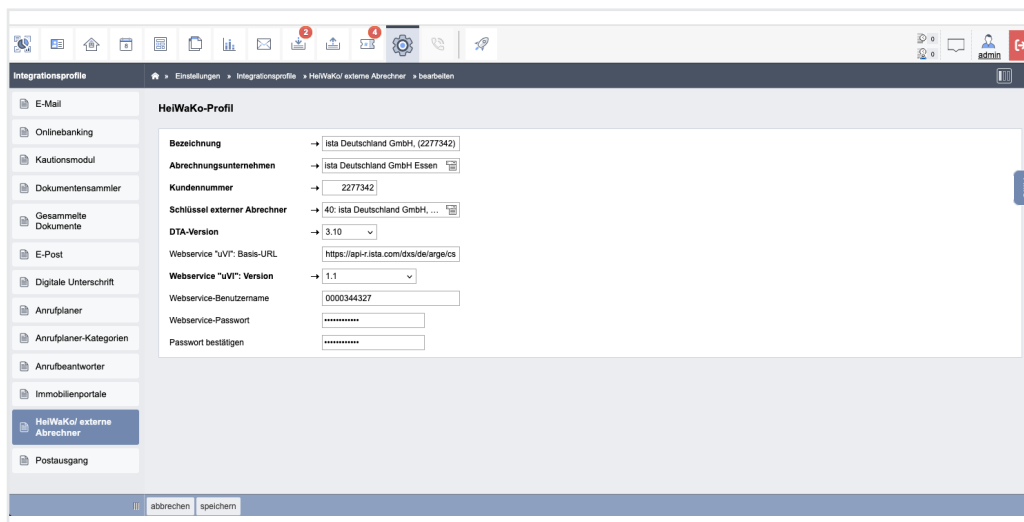 2
4
8
0
0
admin
Integrationsprofile
» Einstellungen » Integrationsprofile » HeiWaKo/ externe Abrechner » bearbeiten
E-Mail
Onlinebanking
Kautionsmodul
Dokumentensammler
Gesammelte
Dokumente
E-Post
Digitale Unterschrift
Anrufplaner
Anrufplaner-Kategorien
Anrufbeantworter
Immobilienportale
HeiWaKo/ externe
Abrechner
Postausgang
HeiWaKo-Profil
Bezeichnung → ista Deutschland GmbH, (2277342)
Abrechnungsunternehmen → ista Deutschland GmbH Essen
Kundennummer → 2277342
Schlüssel externer Abrechner → 40: ista Deutschland GmbH, ...
DTA-Version → 3.10
Webservice "uVI": Basis-URL https://api-r.ista.com/dxs/de/arge/cs
Webservice "uVI": Version → 1.1
Webservice-Benutzername 0000344327
Webservice-Passwort ••••••••••••
Passwort bestätigen ••••••••••••
abbrechen speichern